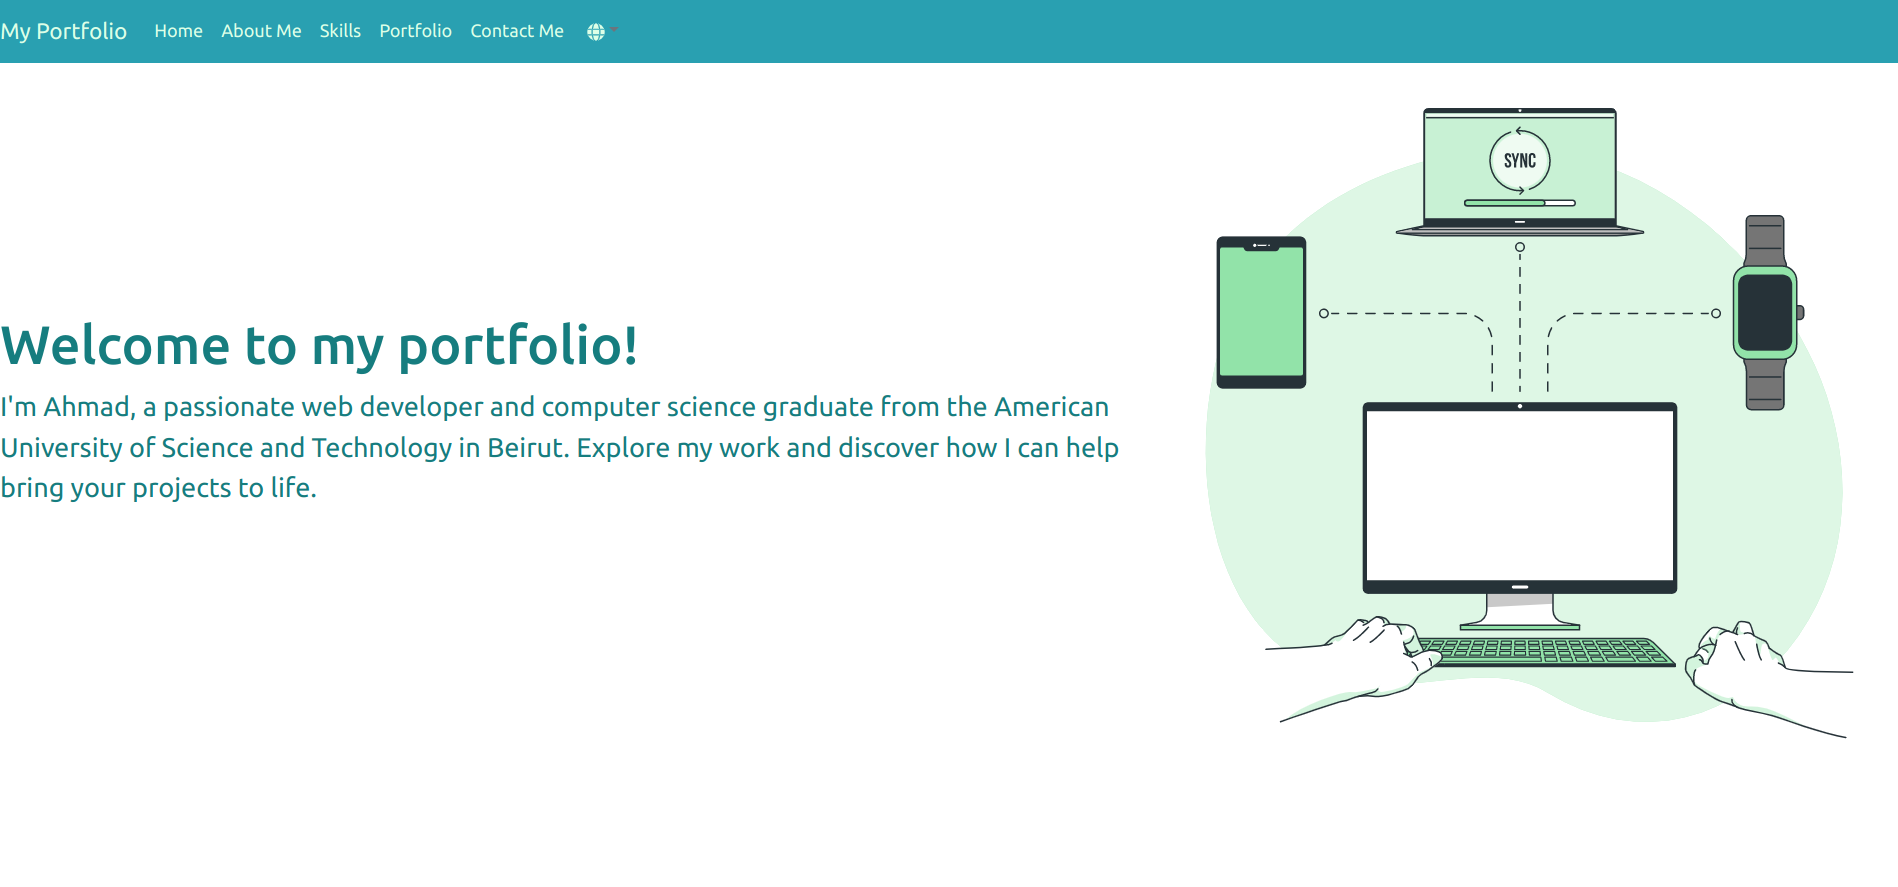 My Portfolio Home About Me Skills Portfolio Contact Me
SYNC
Welcome to my portfolio!
I'm Ahmad, a passionate web developer and computer science graduate from the American
University of Science and Technology in Beirut. Explore my work and discover how I can help
bring your projects to life.